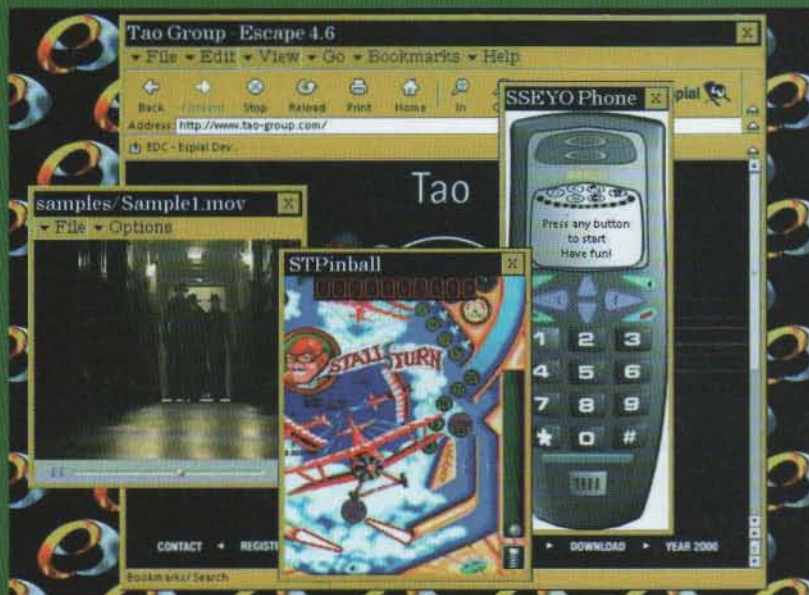 Tao Group - Escape 4.6
File Edit View Go Bookmarks Help
Back Forward Stop Reload Print Home In
Address: http://www.tao-group.com/
EDC - Espial Dev...
Tao
SSEYO Phone
Press any button
to start
Have fun!
1 2 3
4 5 6
7 8 9
* 0 #
samples/Sample1.mov
File Options
STPinball
STALL TURN
CONTACT
DOWNLOAD YEAR 2000
Bookmarks/Search